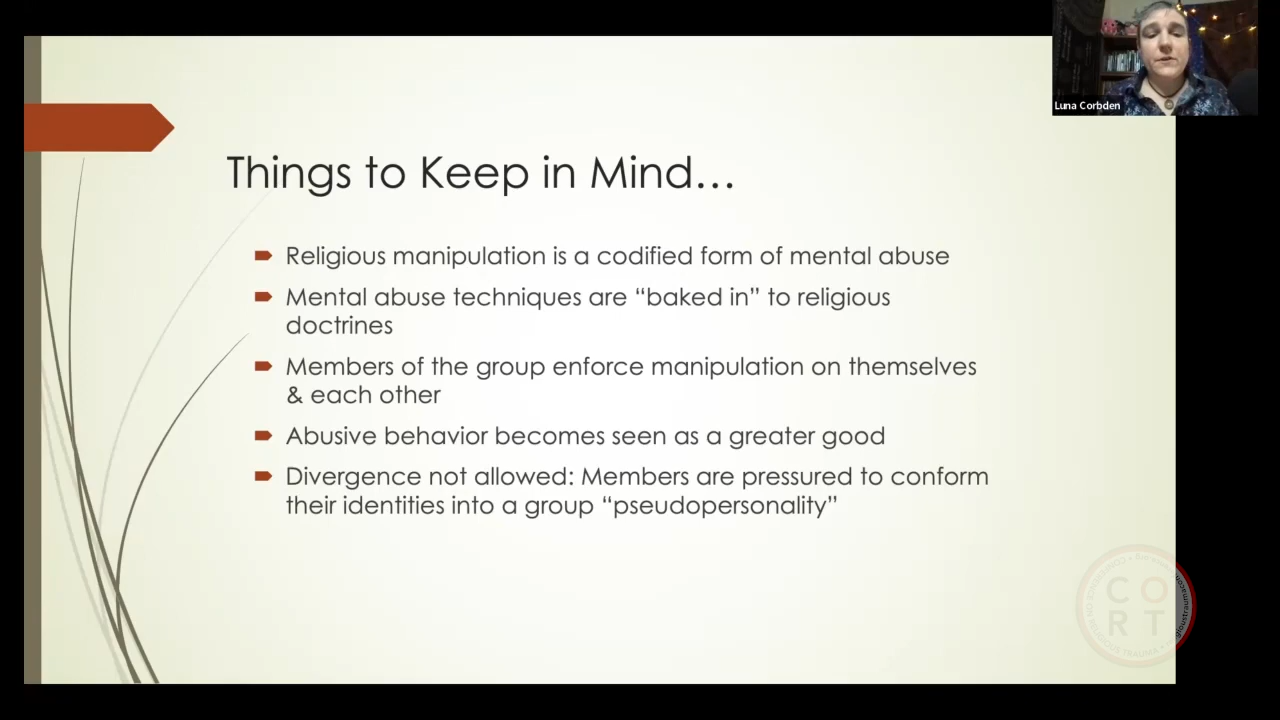 Luna Corbden
Things to Keep in Mind…
Religious manipulation is a codified form of mental abuse
Mental abuse techniques are “baked in” to religious
doctrines
Members of the group enforce manipulation on themselves
& each other
Abusive behavior becomes seen as a greater good
Divergence not allowed: Members are pressured to conform
their identities into a group “pseudopersonality”
CO
RT